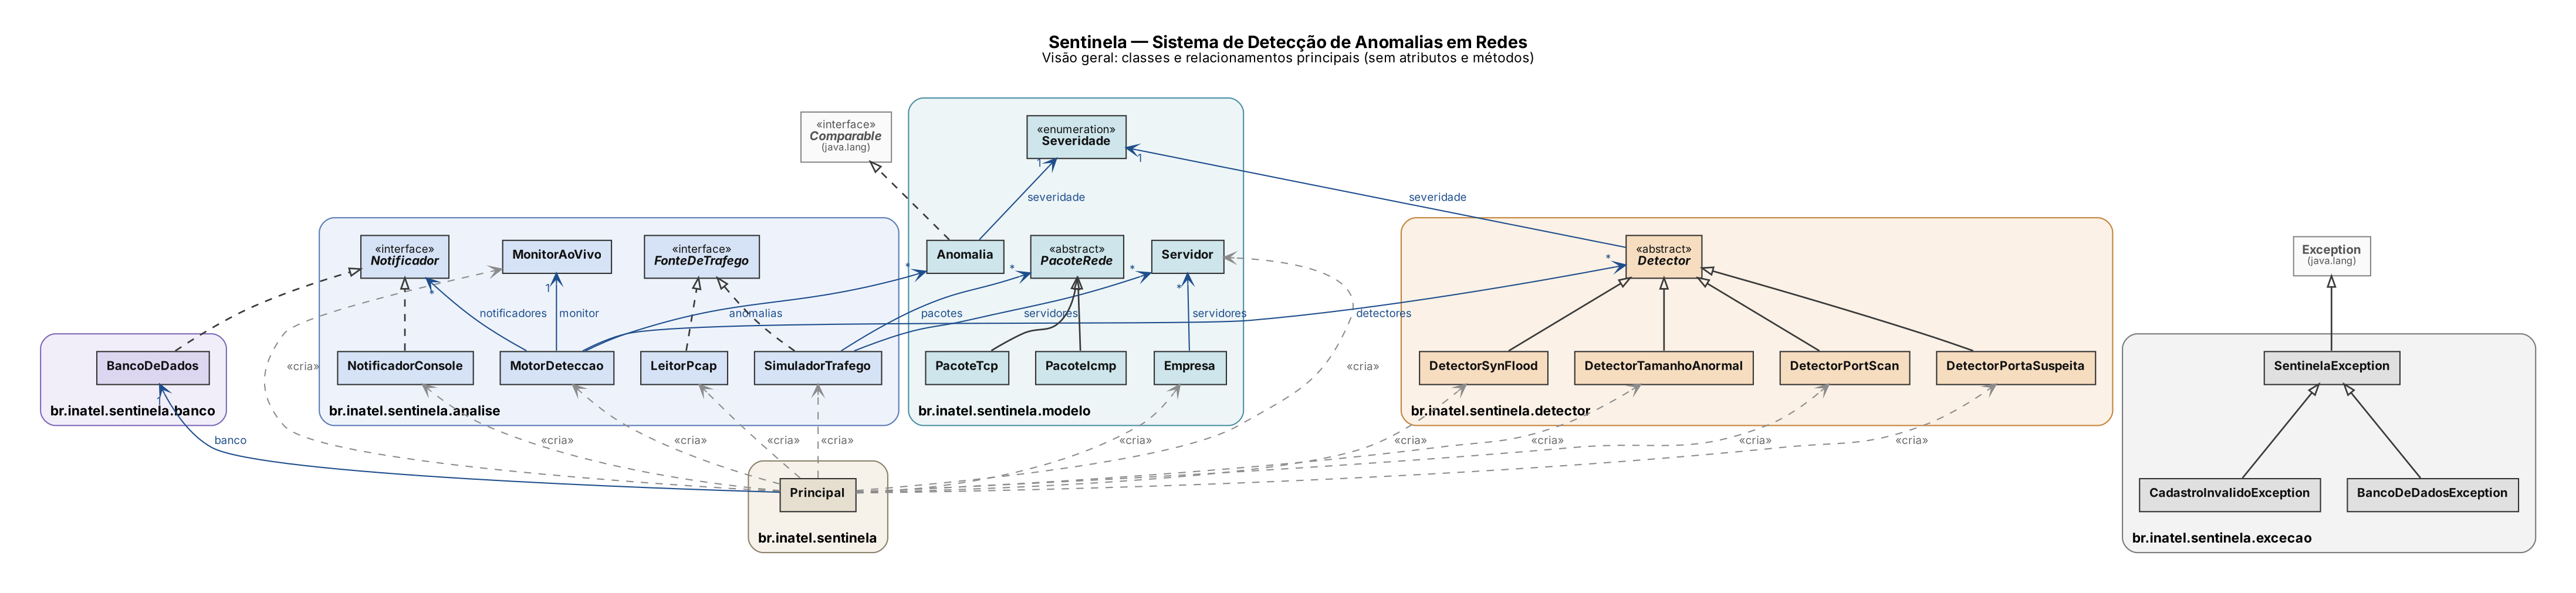 Sentinela — Sistema de Detecção de Anomalias em Redes
Visão geral: classes e relacionamentos principais (sem atributos e métodos)
«interface»
Comparable
(java.lang)
«enumeration»
Severidade
1
1
severidade
severidade
«interface»
Notificador
MonitorAoVivo
«interface»
FonteDeTrafego
Anomalia
«abstract»
PacoteRede
Servidor
«abstract»
Detector
Exception
(java.lang)
*
*
*
*
*
*
1
notificadores
monitor
anomalias
pacotes
servidores
servidores
detectores
BancoDeDados
1
br.inatel.sentinela.banco
«cria»
NotificadorConsole
MotorDeteccao
LeitorPcap
SimuladorTrafego
br.inatel.sentinela.analise
PacoteTcp
PacoteIcmp
Empresa
br.inatel.sentinela.modelo
«cria»
DetectorSynFlood
DetectorTamanhoAnormal
DetectorPortScan
DetectorPortaSuspeita
br.inatel.sentinela.detector
SentinelaException
banco
«cria»
«cria»
«cria»
«cria»
«cria»
«cria»
«cria»
«cria»
«cria»
Principal
br.inatel.sentinela
CadastroInvalidoException
BancoDeDadosException
br.inatel.sentinela.excecao